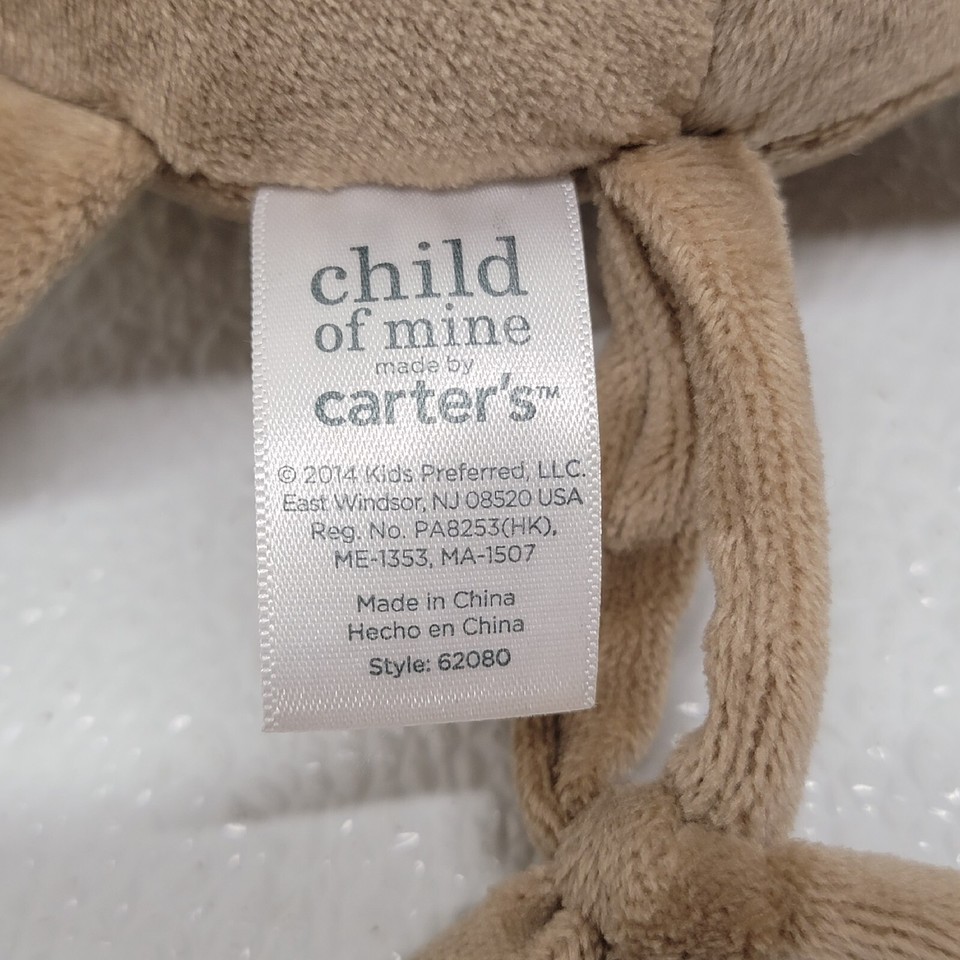 child
of mine
made by
carter's™
© 2014 Kids Preferred, LLC.
East Windsor, NJ 08520 USA
Reg. No. PA8253(HK),
ME-1353, MA-1507
Made in China
Hecho en China
Style: 62080